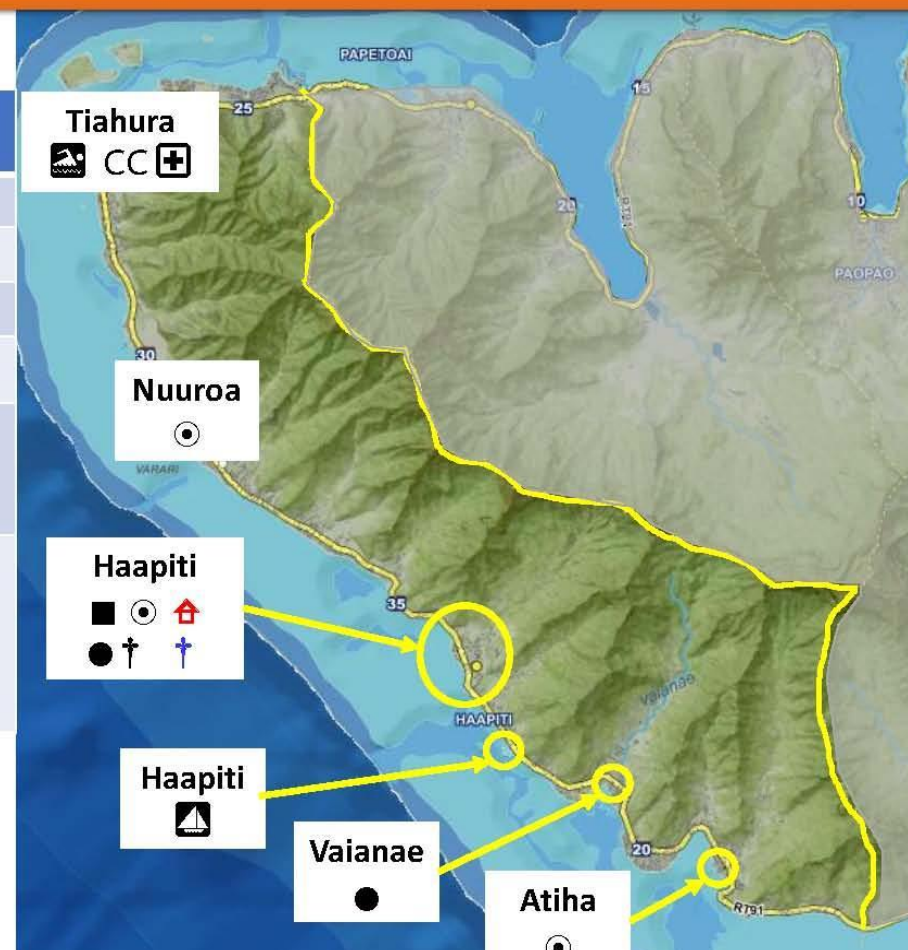 PAPETOAI
25
15
Tiahura
CC
20
R721
10
PAOPAO
30
Nuuroa
VARARI
Haapiti
35
HAAPITI
Vaianae
Haapiti
Vaianae
20
Atiha
R791